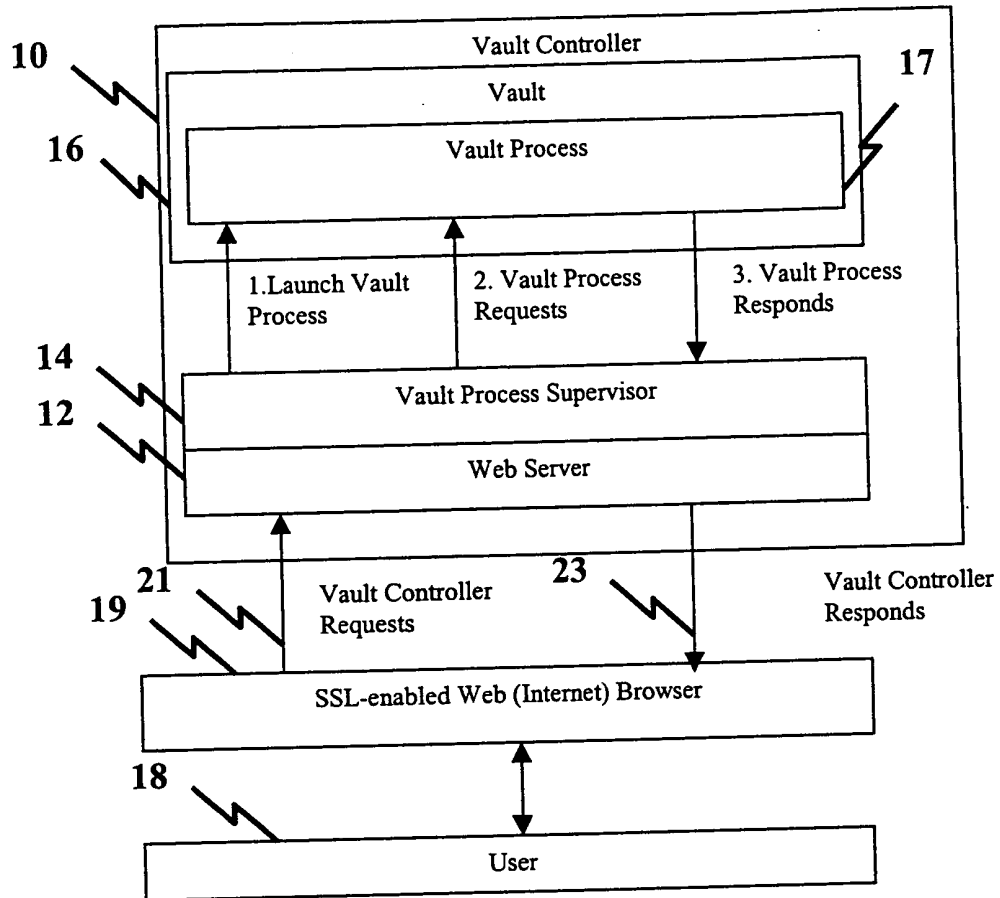 Vault Controller
10
17
Vault
16
Vault Process
1.Launch Vault
Process
2. Vault Process
Requests
3. Vault Process
Responds
14
Vault Process Supervisor
12
Web Server
21
19
Vault Controller
Requests
23
Vault Controller
Responds
SSL-enabled Web (Internet) Browser
18
User